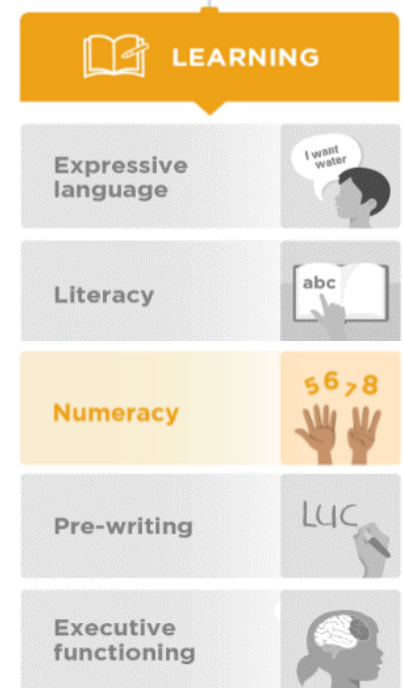 LEARNING
Expressive
language
I want
water
Literacy
abc
Numeracy
5 6 7 8
Pre-writing
LUC
Executive
functioning